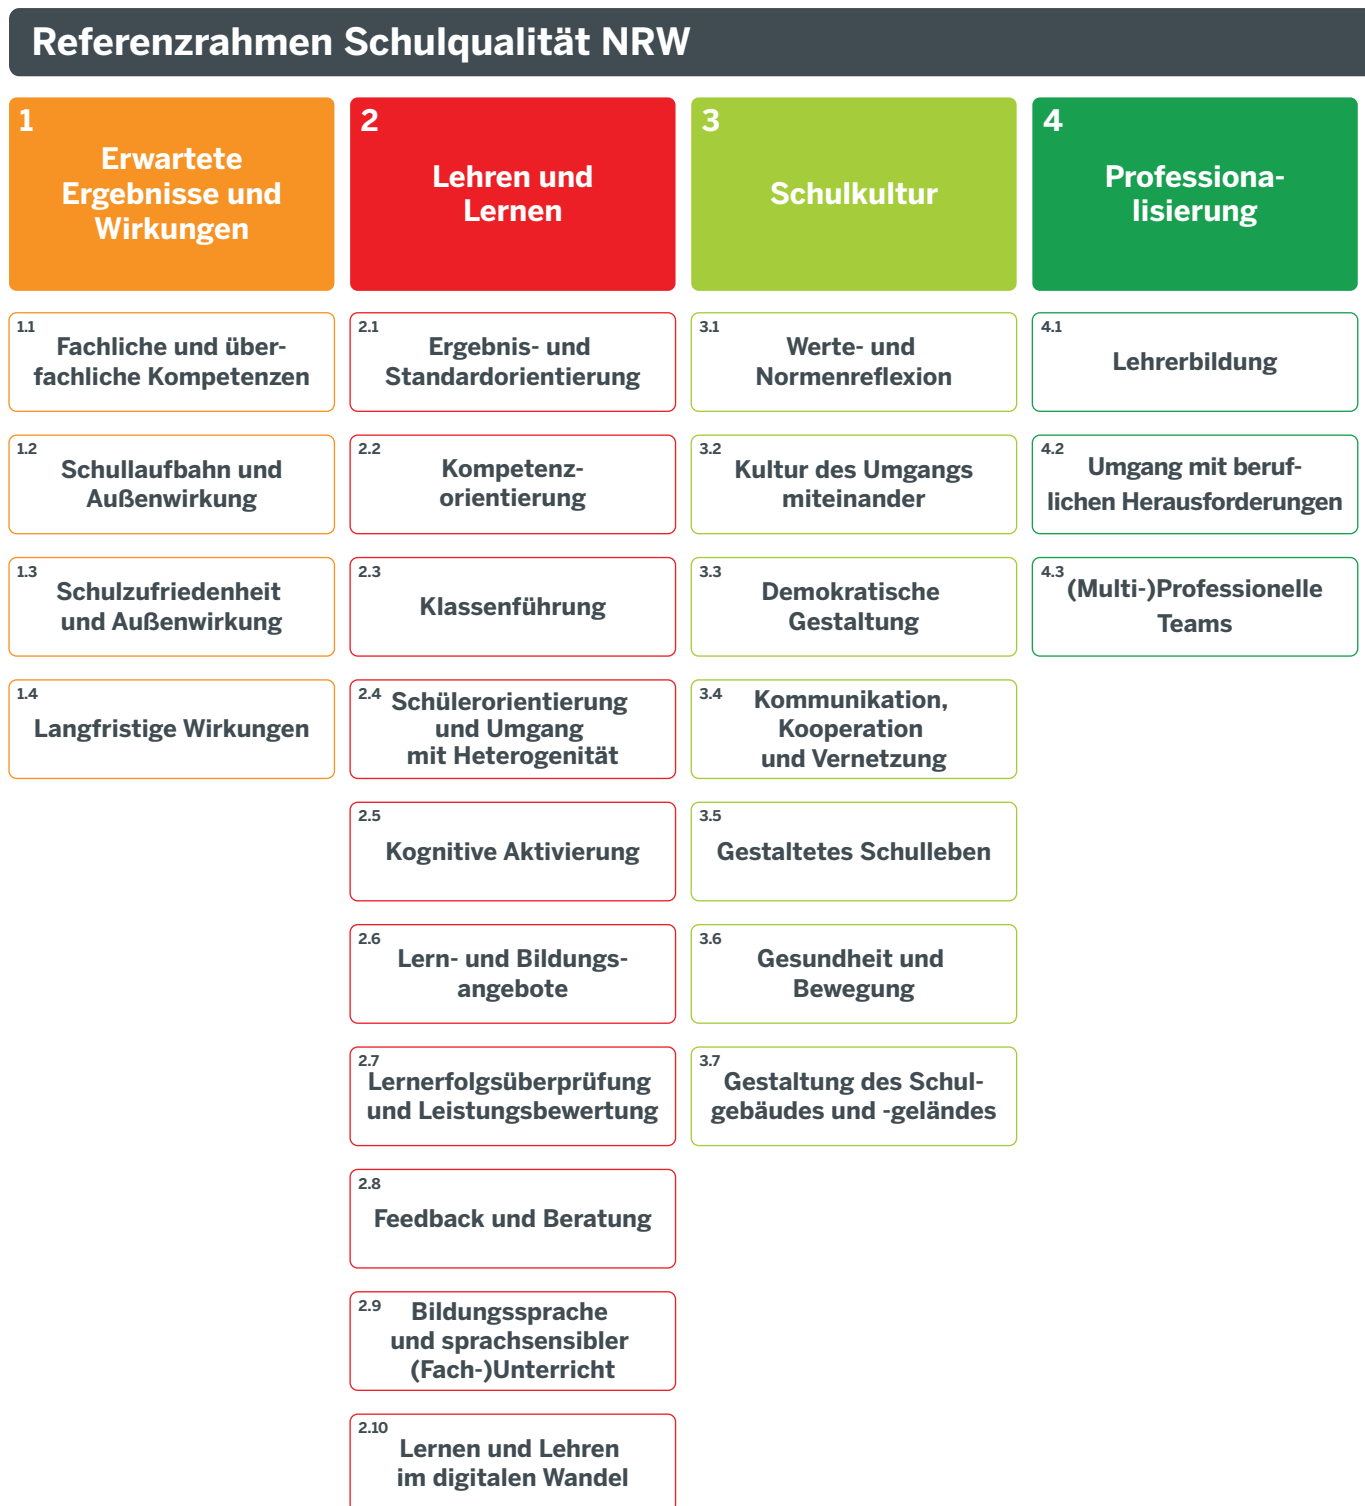 Referenzrahmen Schulqualität NRW
1
Erwartete
Ergebnisse und
Wirkungen
1.1
Fachliche und über-
fachliche Kompetenzen
1.2
Schullaufbahn und
Außenwirkung
1.3
Schulzufriedenheit
und Außenwirkung
1.4
Langfristige Wirkungen
2
Lehren und
Lernen
2.1
Ergebnis- und
Standardorientierung
2.2
Kompetenz-
orientierung
2.3
Klassenführung
2.4
Schülerorientierung
und Umgang
mit Heterogenität
2.5
Kognitive Aktivierung
2.6
Lern- und Bildungs-
angebote
2.7
Lernerfolgsüberprüfung
und Leistungsbewertung
2.8
Feedback und Beratung
2.9
Bildungssprache
und sprachsensibler
(Fach-)Unterricht
2.10
Lernen und Lehren
im digitalen Wandel
3
Schulkultur
3.1
Werte- und
Normenreflexion
3.2
Kultur des Umgangs
miteinander
3.3
Demokratische
Gestaltung
3.4
Kommunikation,
Kooperation
und Vernetzung
3.5
Gestaltetes Schulleben
3.6
Gesundheit und
Bewegung
3.7
Gestaltung des Schul-
gebäudes und -geländes
4
Professiona-
lisierung
4.1
Lehrerbildung
4.2
Umgang mit beruf-
lichen Herausforderungen
4.3
(Multi-)Professionelle
Teams